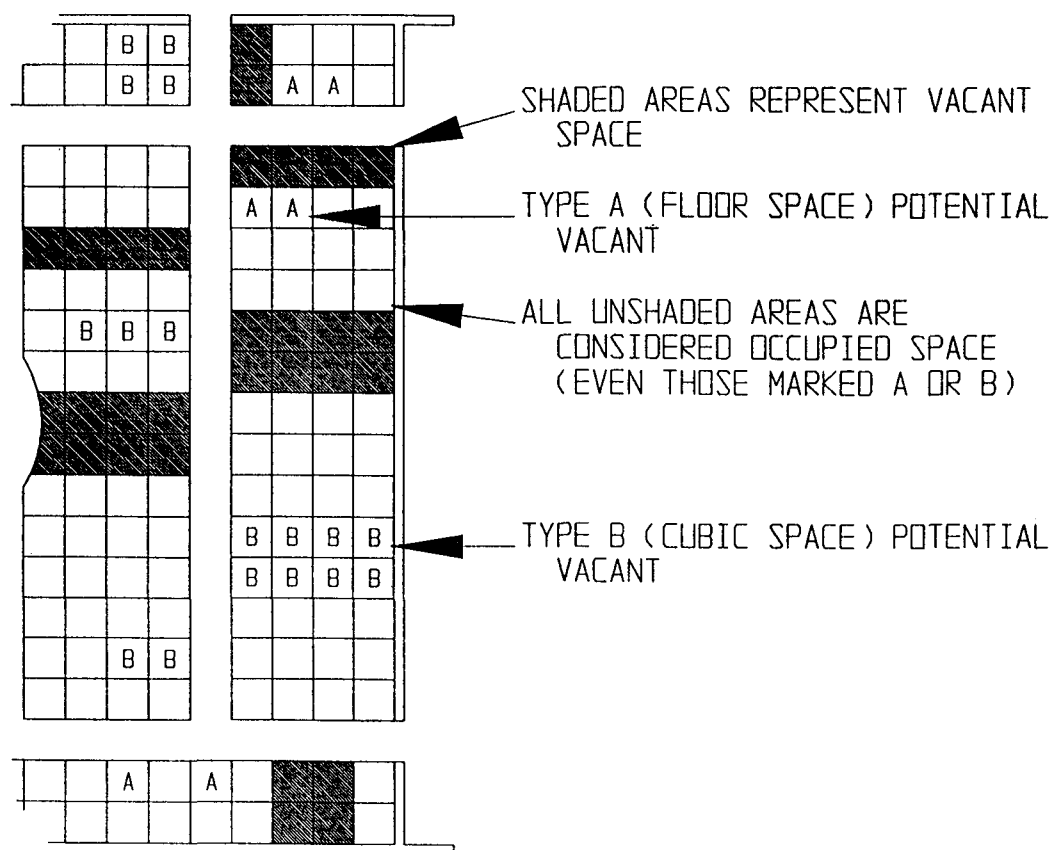 B B
B B A A
SHADED AREAS REPRESENT VACANT
SPACE
A A TYPE A (FLOOR SPACE) POTENTIAL
VACANT
ALL UNSHADED AREAS ARE
B B B CONSIDERED OCCUPIED SPACE
(EVEN THOSE MARKED A OR B)
B B B B TYPE B (CUBIC SPACE) POTENTIAL
B B B B VACANT
B B
A A